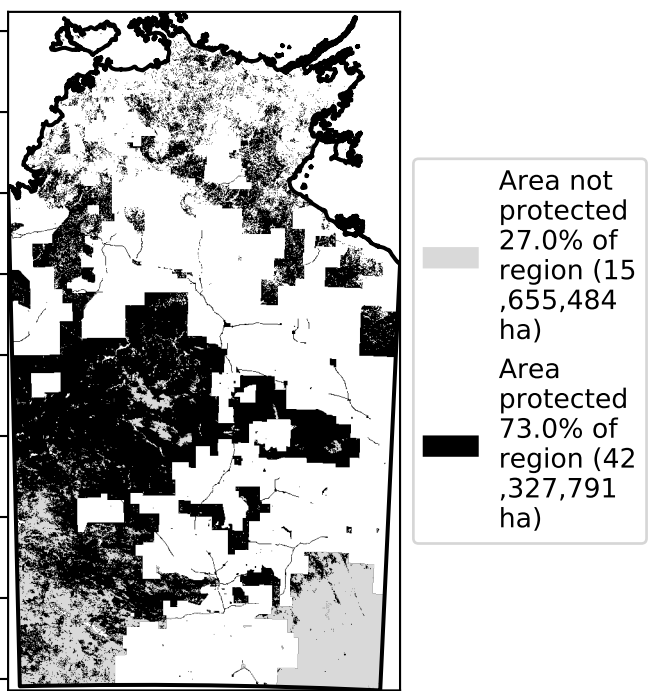 Area not
protected
27.0% of
region (15
,655,484
ha)
Area
protected
73.0% of
region (42
,327,791
ha)